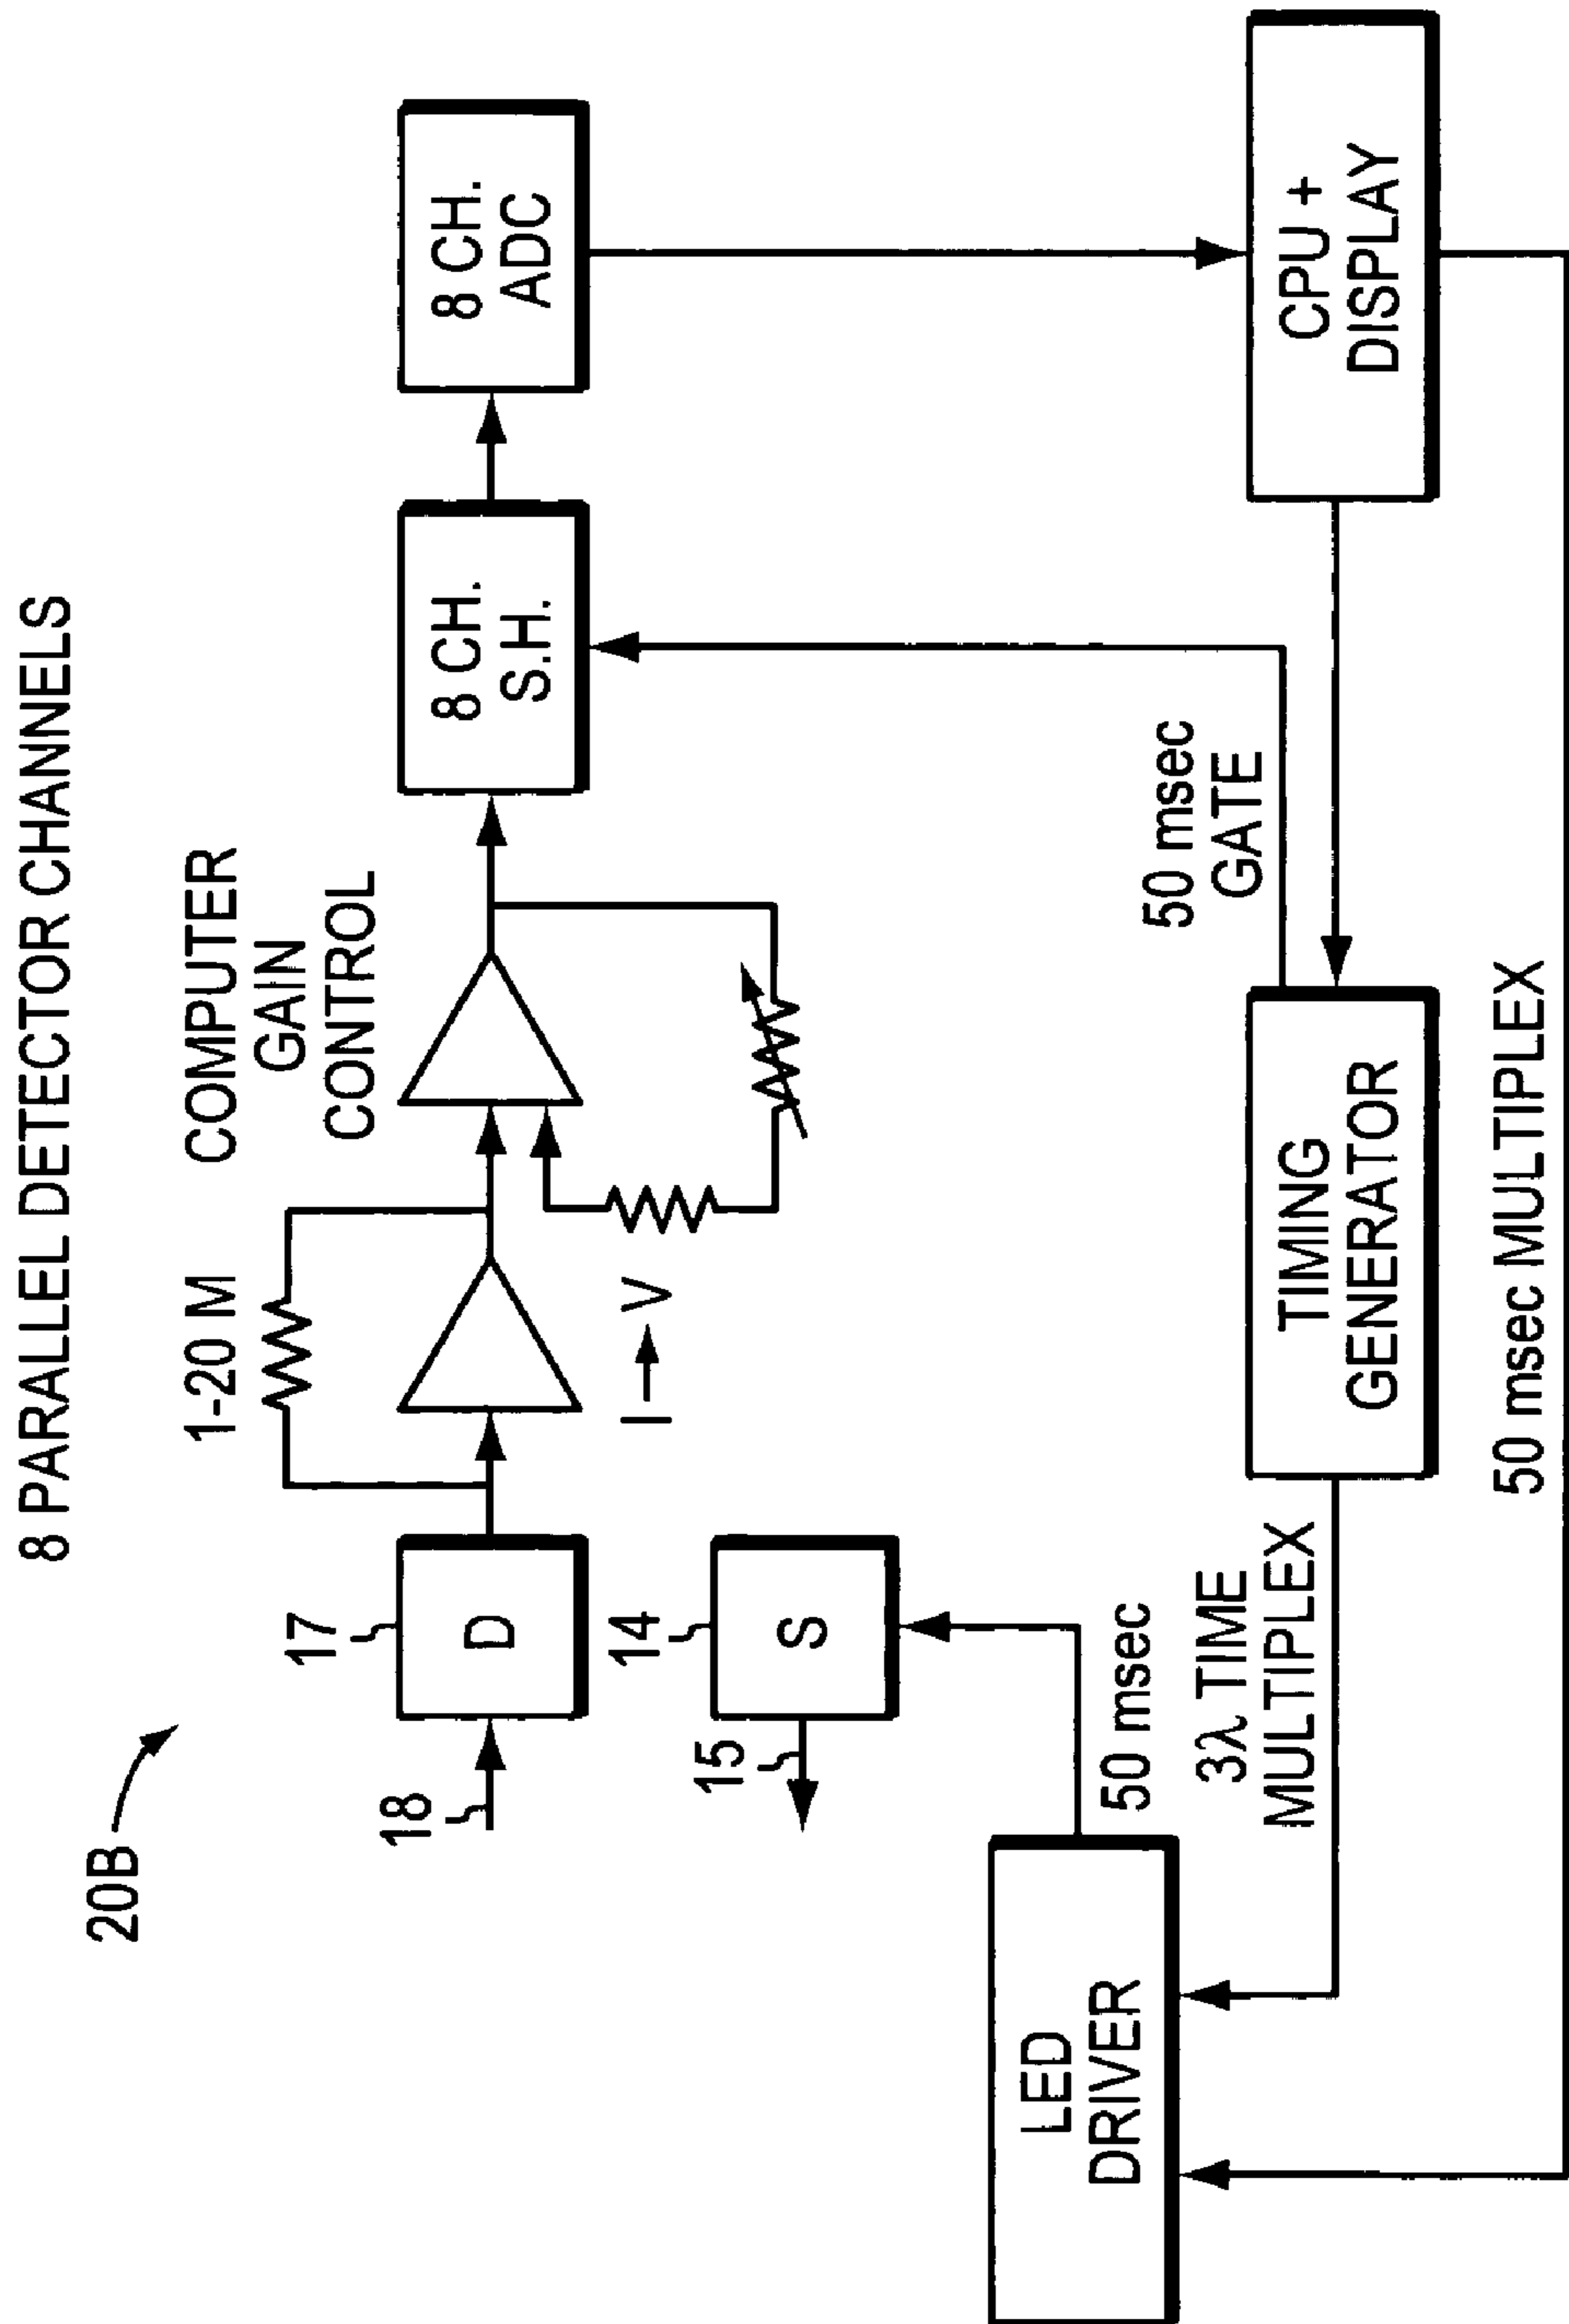 8 PARALLEL DETECTOR CHANNELS
20B
1-20 M
COMPUTER
GAIN
CONTROL
18
17
D
I → V
8 CH.
S.H.
8 CH.
ADC
15
14
S
LED
DRIVER
50 msec
3λ TIME
MULTIPLEX
TIMING
GENERATOR
50 msec
GATE
CPU +
DISPLAY
50 msec MULTIPLEX